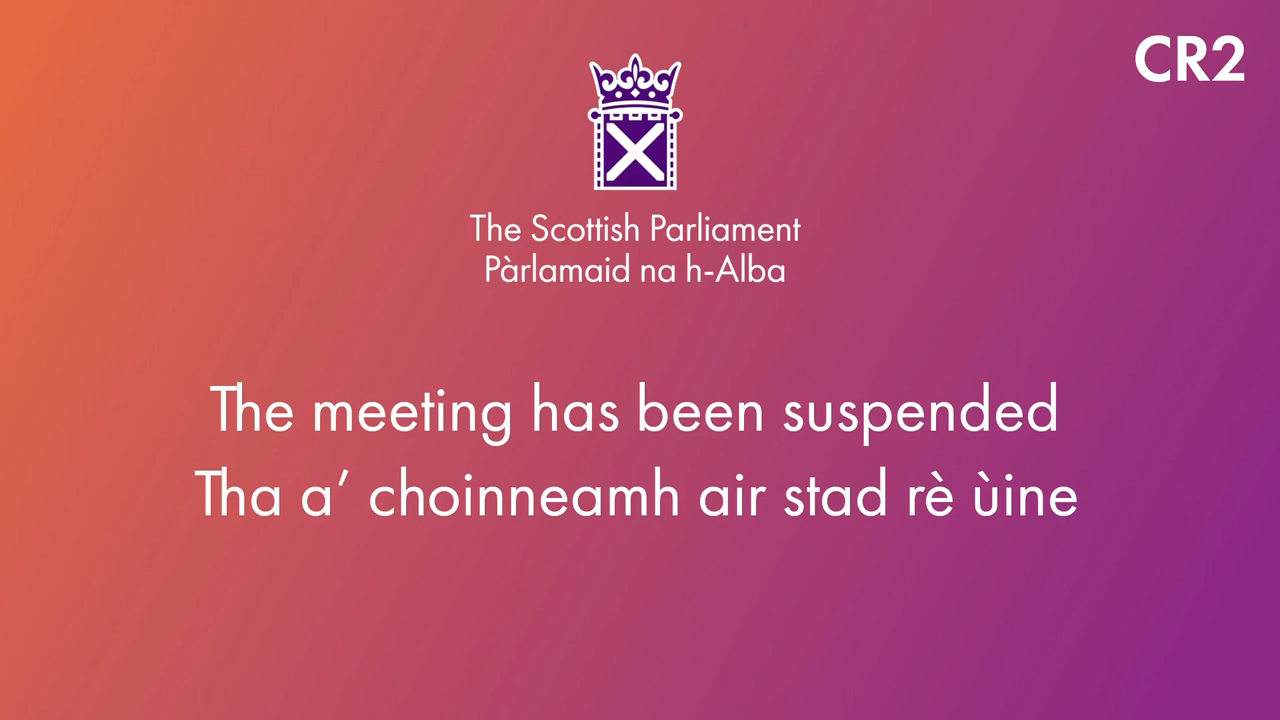 CR2
The Scottish Parliament
Pàrlamaid na h-Alba
The meeting has been suspended
Tha a’ choinneamh air stad rè ùine